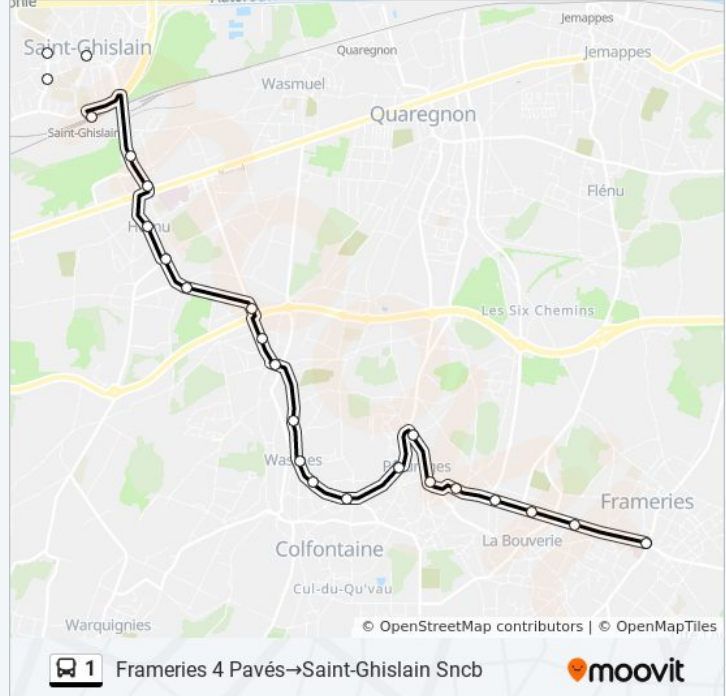 Saint-Ghislain
Jemappes
Quaregnon
Jemappes
Wasmuel
Quaregnon
Saint-Ghislain
Flénu
Les Six Chemins
Frameries
La Bouverie
Colfontaine
Cul-du-Qu'vau
Warquignies
© OpenStreetMap contributors | © OpenMapTiles
1 Frameries 4 Pavés→Saint-Ghislain Sncb
moovit